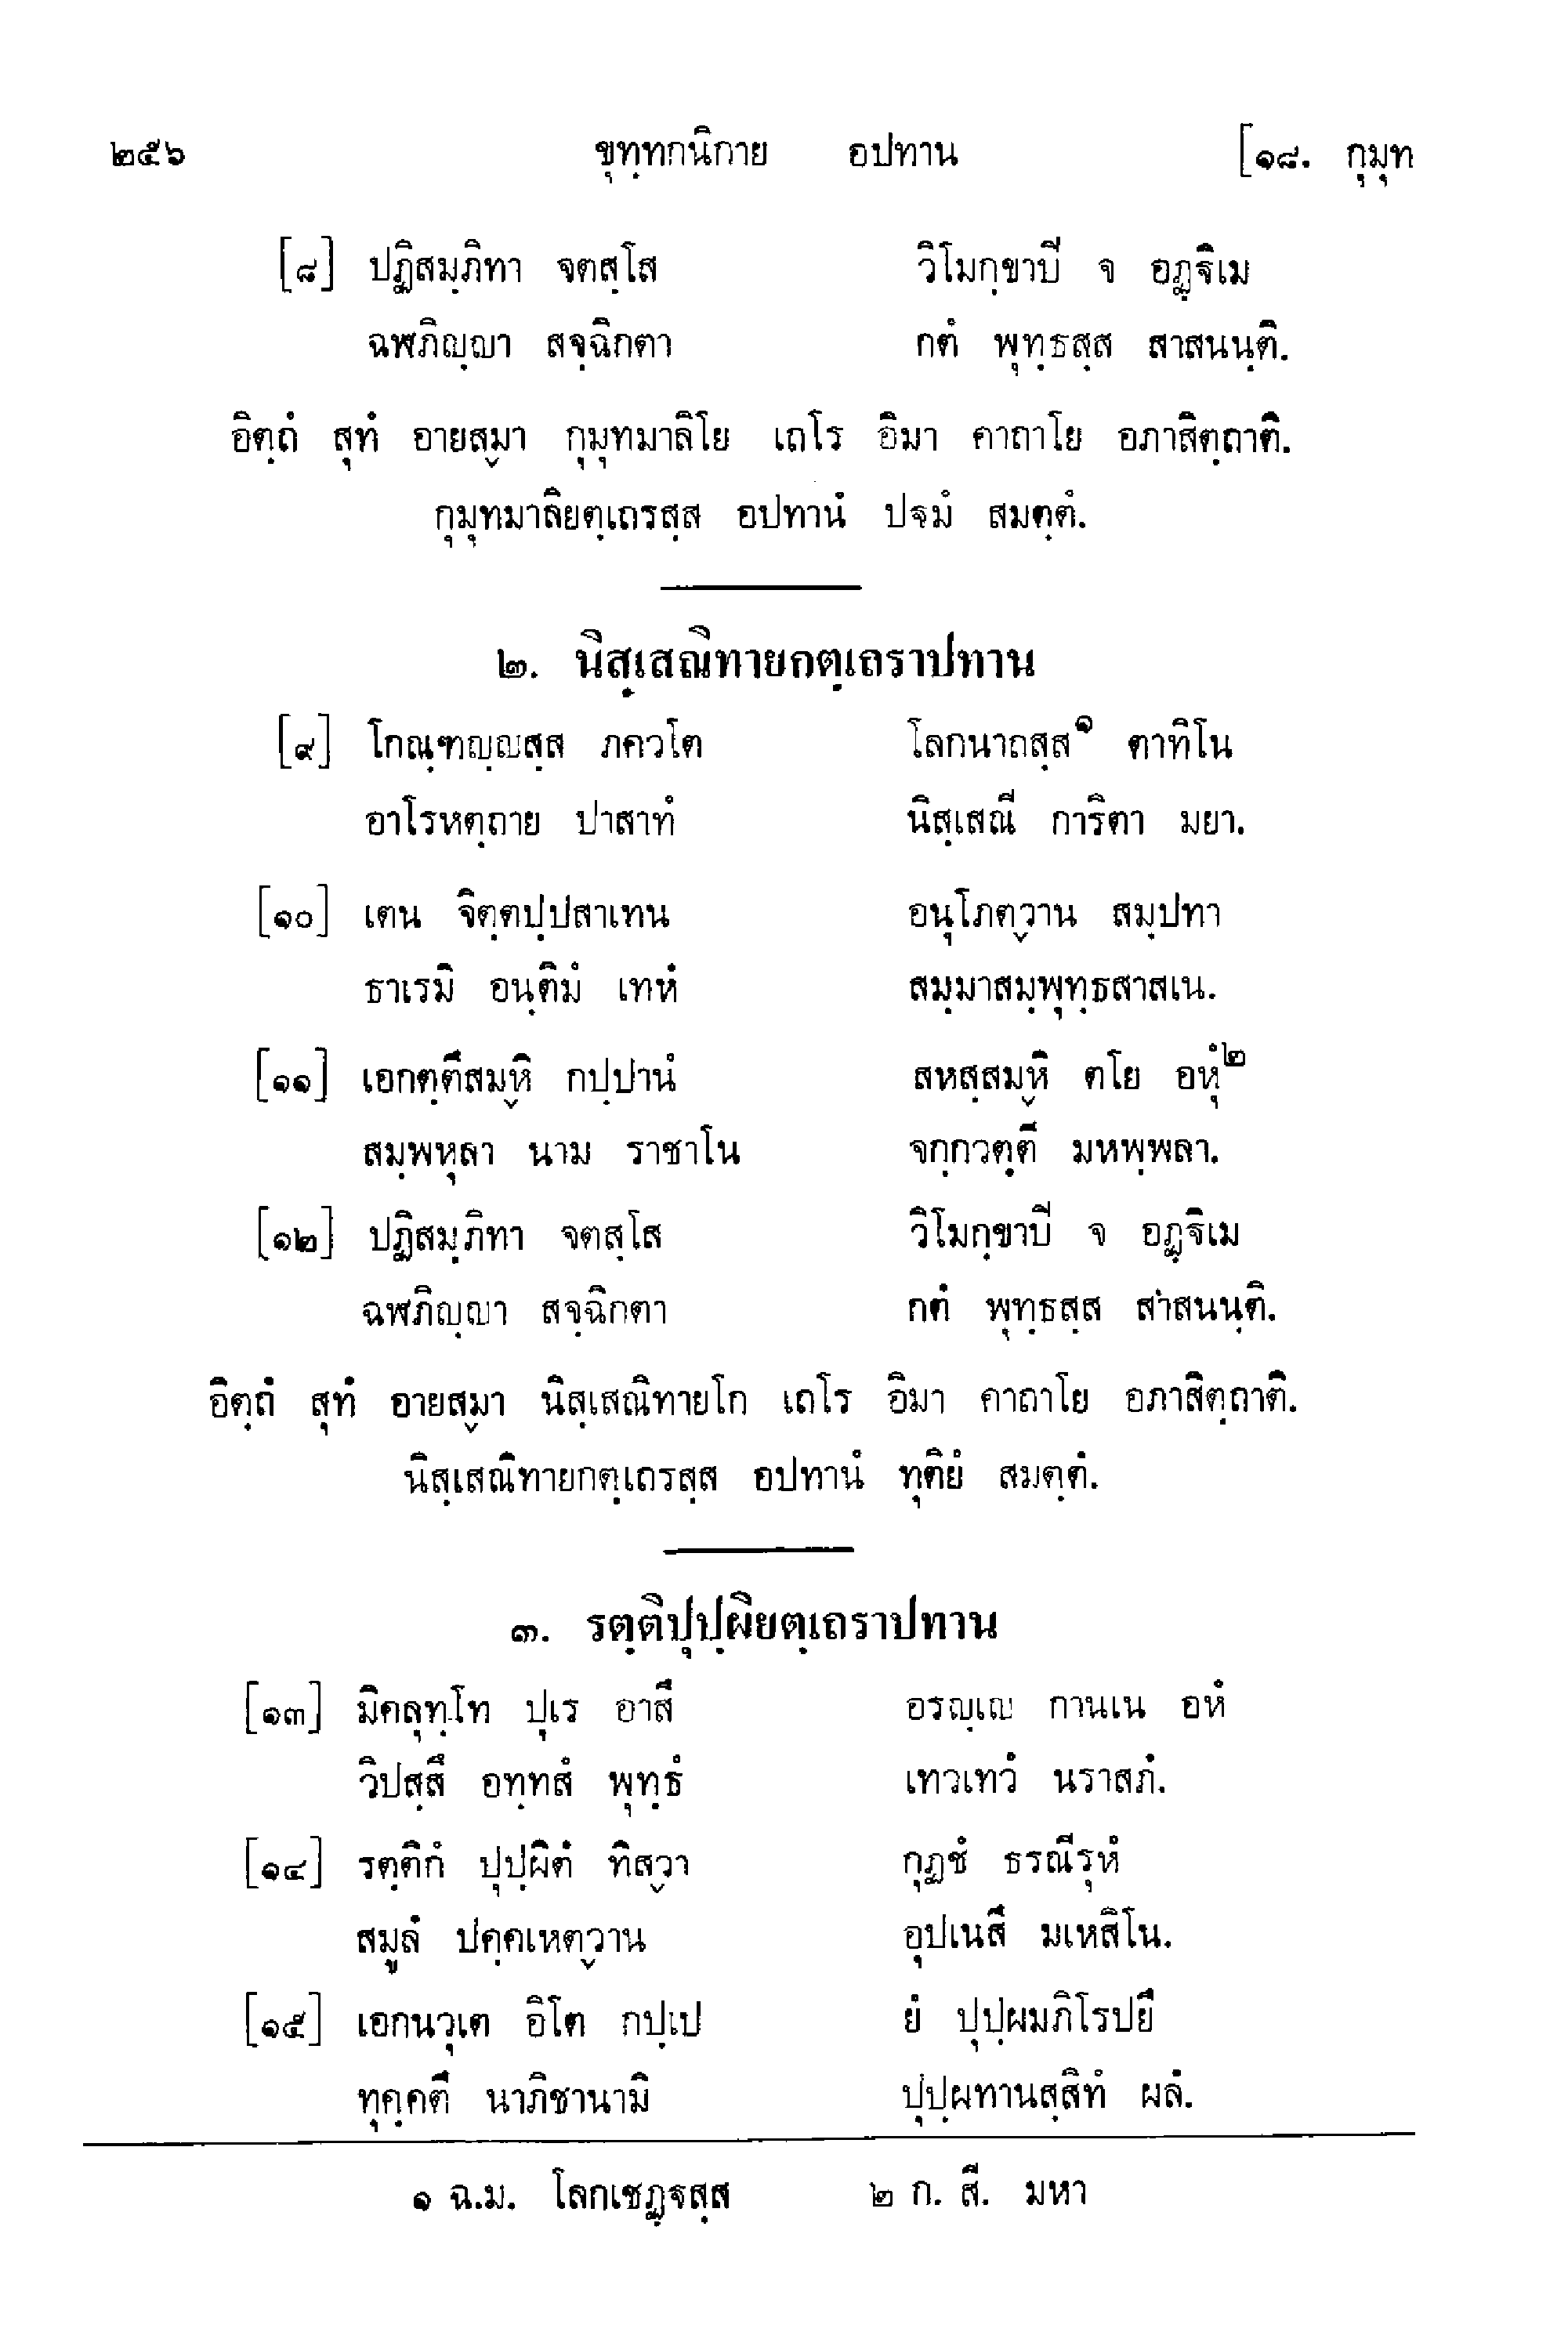 ๒๕๖ ขุทฺทกนิกาย อปทาน [๑๘. กุมุท
[๘] ปฏิสมฺภิทา จตสฺโส วิโมกฺขาปิ จ อฏฺฐิเม
ฉฬภิญฺญา สจฺฉิกตา กตํ พุทฺธสฺส สาสนนฺติ.
อิตฺถํ สุทํ อายสฺมา กุมุทมาลิโย เถโร อิมา คาถาโย อภาสิตฺถาติ.
กุมุทมาลิยตฺเถรสฺส อปทานํ ปฐมํ สมตฺตํ.
๒. นิสฺเสณิทายกตฺเถราปทาน
[๙] โกณฺฑญฺญสฺส ภควโต โลกนาถสฺส๑ ตาทิโน
อาโรหตฺถาย ปาสาทํ นิสฺเสณี การิตา มยา.
[๑๐] เตน จิตฺตปฺปสาเทน อนุโภตฺวาน สมฺปทา
ธาเรมิ อนฺติมํ เทหํ สมฺมาสมฺพุทฺธสาสเน.
[๑๑] เอกตฺตึสมฺหิ กปฺปานํ สหสฺสมฺหิ ตโย อหุํ๒
สมฺพหุลา นาม ราชาโน จกฺกวตฺตี มหพฺพลา.
[๑๒] ปฏิสมฺภิทา จตสฺโส วิโมกฺขาปิ จ อฏฺฐิเม
ฉฬภิญฺญา สจฺฉิกตา กตํ พุทฺธสฺส สาสนนฺติ.
อิตฺถํ สุทํ อายสฺมา นิสฺเสณิทายโก เถโร อิมา คาถาโย อภาสิตฺถาติ.
นิสฺเสณิทายกตฺเถรสฺส อปทานํ ทุติยํ สมตฺตํ.
๓. รตฺติปุปฺผิยตฺเถราปทาน
[๑๓] มิคลุทฺโท ปุเร อาสึ อรญฺเญ กานเน อหํ
วิปสฺสึ อทฺทสํ พุทฺธํ เทวเทวํ นราสภํ.
[๑๔] รตฺติกํ ปุปฺผิตํ ทิสฺวา กุฏชํ ธรณีรุหํ
สมูลํ ปคฺคเหตฺวาน อุปเนสึ มเหสิโน.
[๑๕] เอกนวุเต อิโต กปฺเป ยํ ปุปฺผมภิโรปยึ
ทุคฺคตึ นาภิชานามิ ปุปฺผทานสฺสิทํ ผลํ.
๑ ฉ.ม. โลกเชฏฺฐสฺส ๒ ก. สี. มหา